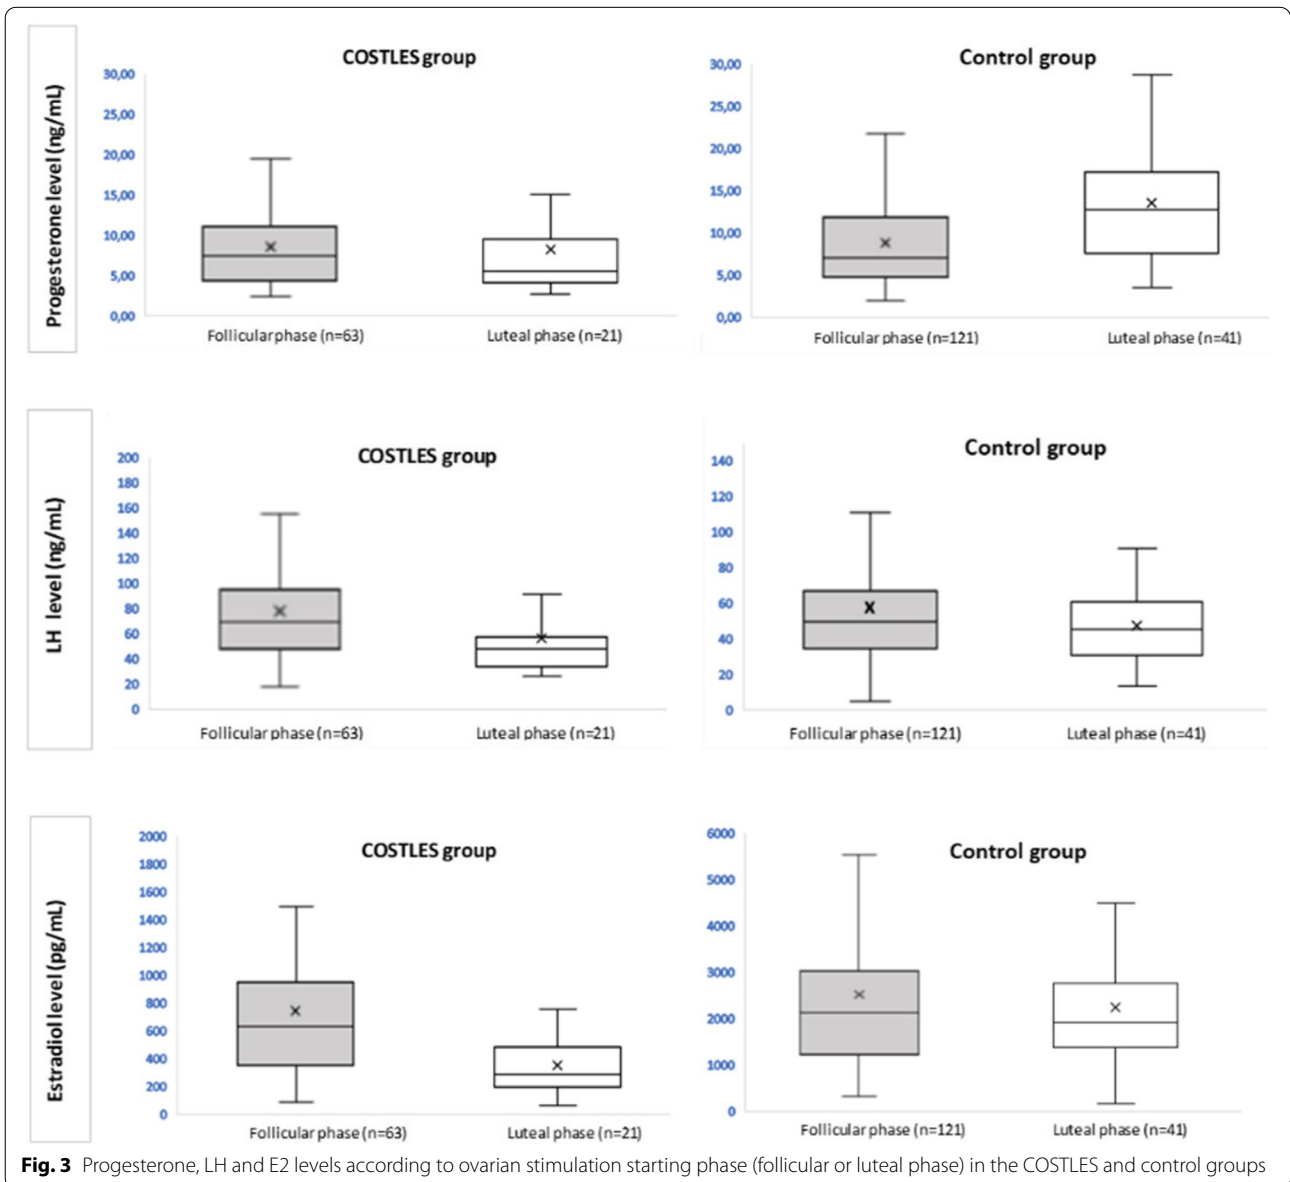 Progesterone level (ng/mL)
COSTLES group
30,00
25,00
20,00
15,00
10,00
5,00
0,00
Follicular phase (n=63)
Luteal phase (n=21)
Control group
30,00
25,00
20,00
15,00
10,00
5,00
0,00
Follicular phase (n=121)
Luteal phase (n=41)
LH level (ng/mL)
COSTLES group
200
180
160
140
120
100
80
60
40
20
0
Follicular phase (n=63)
Luteal phase (n=21)
Control group
140
120
100
80
60
40
20
0
Follicular phase (n=121)
Luteal phase (n=41)
Estradiol level (pg/mL)
COSTLES group
2000
1800
1600
1400
1200
1000
800
600
400
200
0
Follicular phase (n=63)
Luteal phase (n=21)
Control group
6000
5000
4000
3000
2000
1000
0
Follicular phase (n=121)
Luteal phase (n=41)
Fig. 3 Progesterone, LH and E2 levels according to ovarian stimulation starting phase (follicular or luteal phase) in the COSTLES and control groups